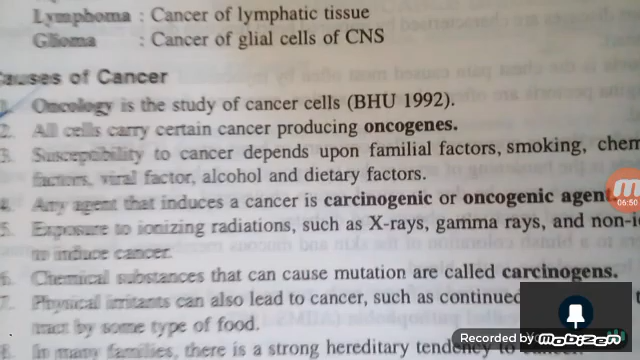 Lymphoma : Cancer of lymphatic tissue
Glioma : Cancer of glial cells of CNS
Causes of Cancer
1. Oncology is the study of cancer cells (BHU 1992).
2. All cells carry certain cancer producing oncogenes.
3. Susceptibility to cancer depends upon familial factors, smoking, chem
factors, viral factor, alcohol and dietary factors.
4. Any agent that induces a cancer is carcinogenic or oncogenic agent
5. Exposure to ionizing radiations, such as X-rays, gamma rays, and non-i
to induce cancer.
6. Chemical substances that can cause mutation are called carcinogens.
7. Physical irritants can also lead to cancer, such as continued
tract by some type of food.
8. In many families, there is a strong hereditary tendency to
06:50
Recorded by
Mobizen